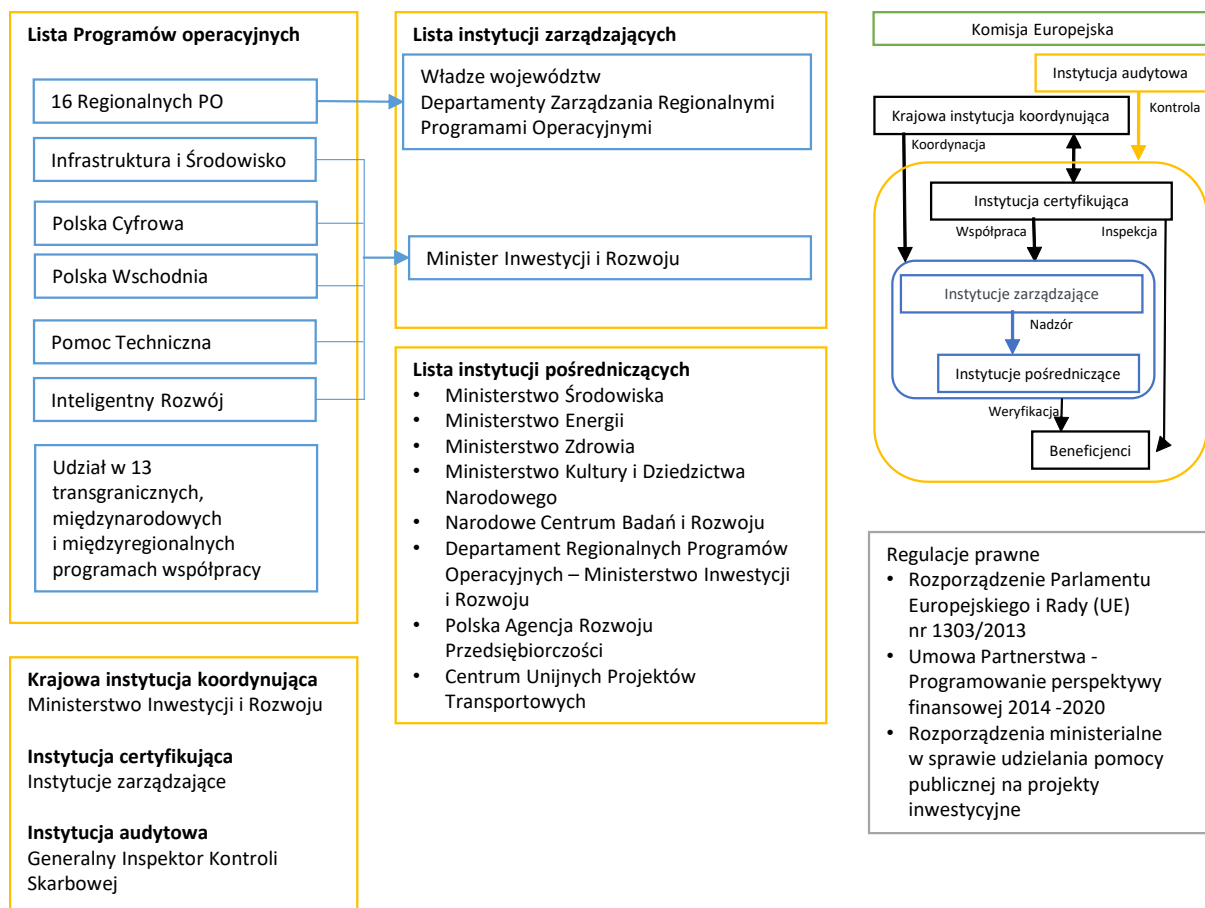 Lista Programów operacyjnych
16 Regionalnych PO
Infrastruktura i Środowisko
Polska Cyfrowa
Polska Wschodnia
Pomoc Techniczna
Inteligentny Rozwój
Udział w 13
transgranicznych,
międzynarodowych
i międzyregionalnych
programach współpracy
Krajowa instytucja koordynująca
Ministerstwo Inwestycji i Rozwoju
Instytucja certyfikująca
Instytucje zarządzające
Instytucja audytowa
Generalny Inspektor Kontroli
Skarbowej
Lista instytucji zarządzających
Władze województw
Departamenty Zarządzania Regionalnymi
Programami Operacyjnymi
Minister Inwestycji i Rozwoju
Lista instytucji pośredniczących
• Ministerstwo Środowiska
• Ministerstwo Energii
• Ministerstwo Zdrowia
• Ministerstwo Kultury i Dziedzictwa
Narodowego
• Narodowe Centrum Badań i Rozwoju
• Departament Regionalnych Programów
Operacyjnych – Ministerstwo Inwestycji
i Rozwoju
• Polska Agencja Rozwoju
Przedsiębiorczości
• Centrum Unijnych Projektów
Transportowych
Komisja Europejska
Instytucja audytowa
Kontrola
Krajowa instytucja koordynująca
Koordynacja
Instytucja certyfikująca
Współpraca
Inspekcja
Instytucje zarządzające
Nadzór
Instytucje pośredniczące
Weryfikacja
Beneficjenci
Regulacje prawne
• Rozporządzenie Parlamentu
Europejskiego i Rady (UE)
nr 1303/2013
• Umowa Partnerstwa -
Programowanie perspektywy
finansowej 2014 -2020
• Rozporządzenia ministerialne
w sprawie udzielania pomocy
publicznej na projekty
inwestycyjne